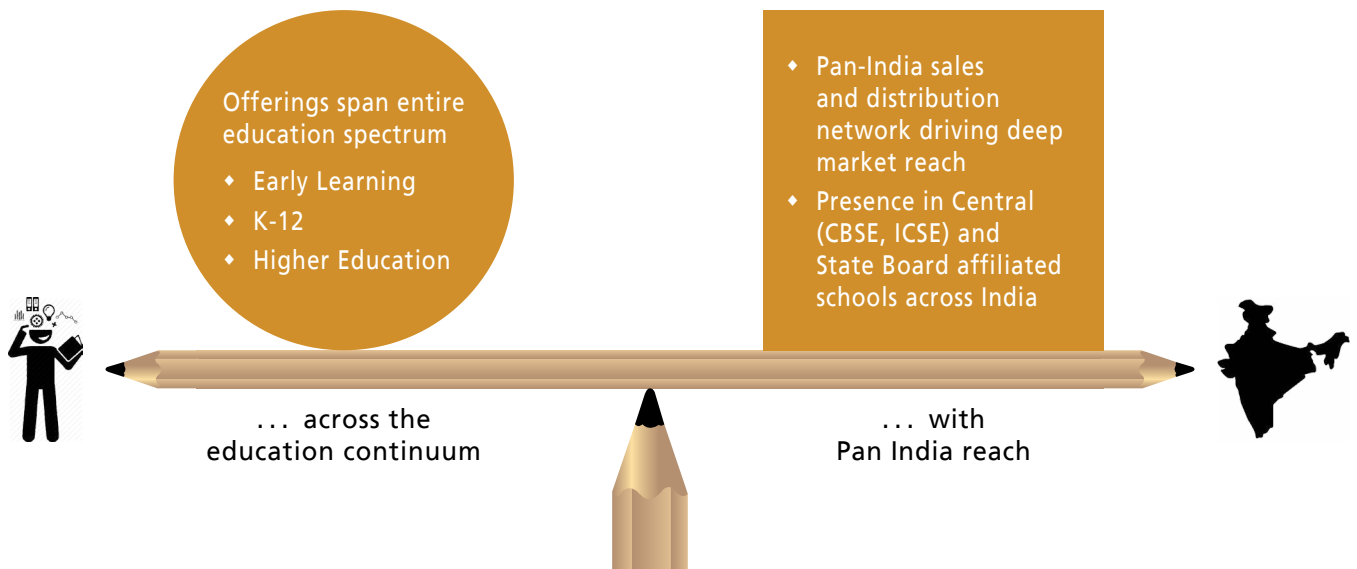 Offerings span entire
education spectrum
◆ Early Learning
◆ K-12
◆ Higher Education
◆ Pan-India sales
and distribution
network driving deep
market reach
◆ Presence in Central
(CBSE, ICSE) and
State Board affiliated
schools across India
... across the
education continuum
... with
Pan India reach